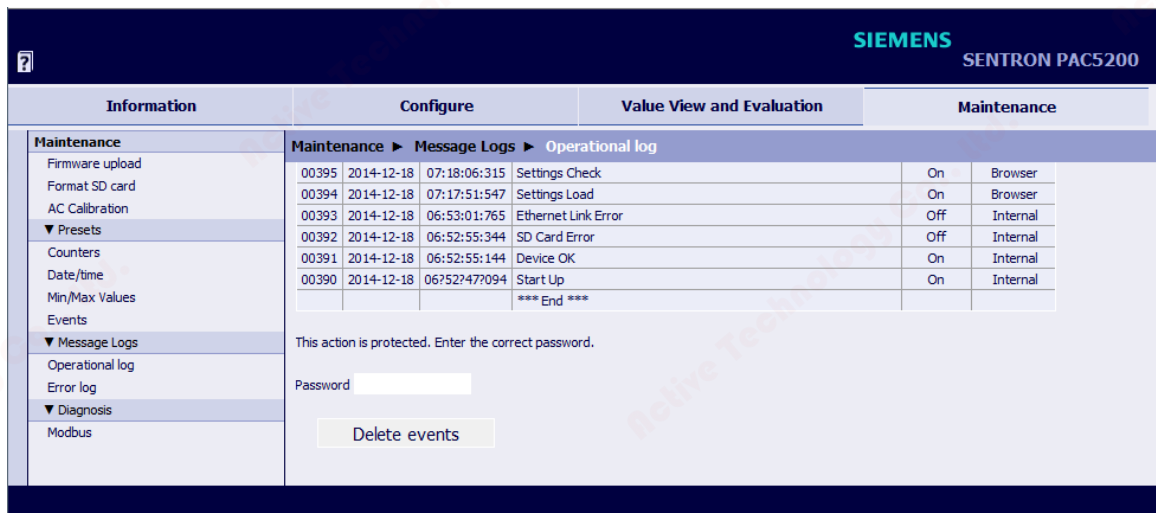 ?
SIEMENS
SENTRON PAC5200
Information Configure Value View and Evaluation Maintenance
Maintenance
Firmware upload
Format SD card
AC Calibration
▼ Presets
Counters
Date/time
Min/Max Values
Events
▼ Message Logs
Operational log
Error log
▼ Diagnosis
Modbus
Maintenance ► Message Logs ► Operational log
00395 2014-12-18 07:18:06:315 Settings Check On Browser
00394 2014-12-18 07:17:51:547 Settings Load On Browser
00393 2014-12-18 06:53:01:765 Ethernet Link Error Off Internal
00392 2014-12-18 06:52:55:344 SD Card Error Off Internal
00391 2014-12-18 06:52:55:144 Device OK On Internal
00390 2014-12-18 06?52?47?094 Start Up On Internal
*** End ***
This action is protected. Enter the correct password.
Password
Delete events
Active Technology Co., Ltd.